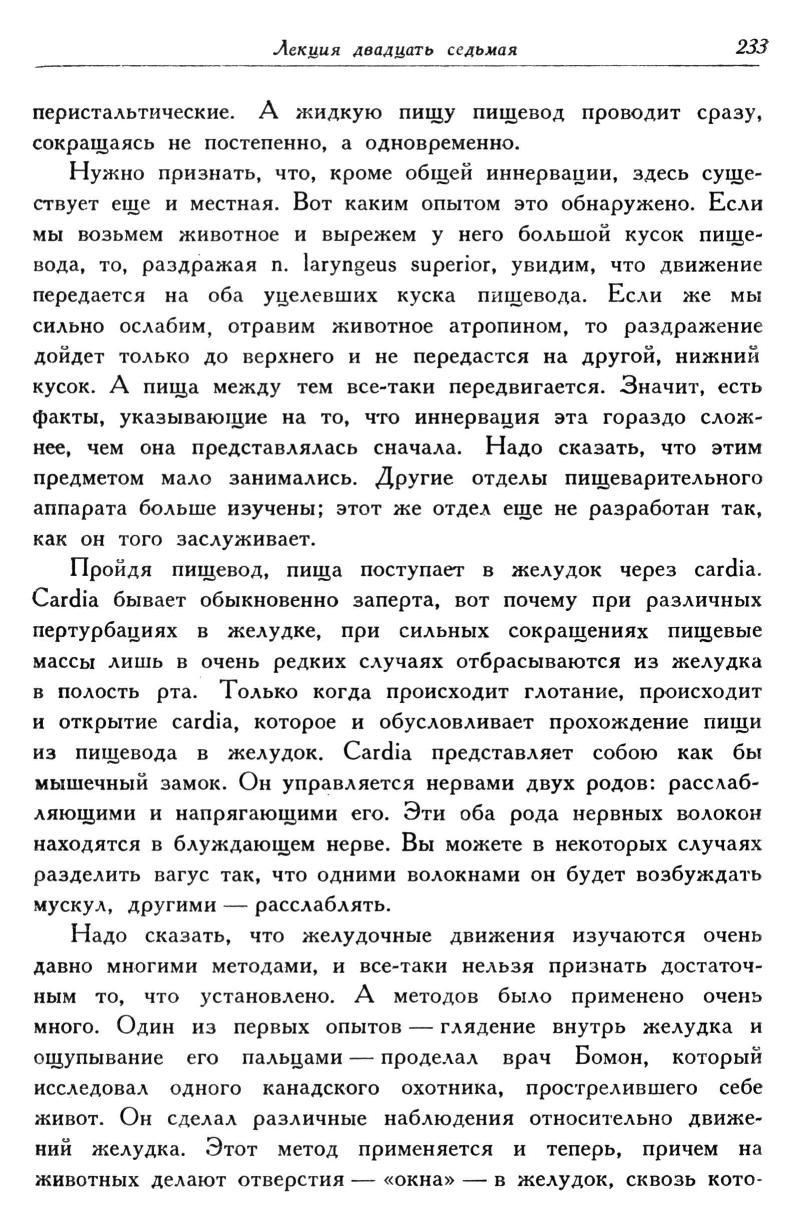 Лекция двадцать седьмая 233
перистальтические. А жидкую пищу пищевод проводит сразу,
сокращаясь не постепенно, а одновременно.
Нужно признать, что, кроме общей иннервации, здесь суще-
ствует еще и местная. Вот каким опытом это обнаружено. Если
мы возьмем животное и вырежем у него большой кусок пище-
вода, то, раздражая n. laryngeus superior, увидим, что движение
передается на оба уцелевших куска пищевода. Если же мы
сильно ослабим, отравим животное атропином, то раздражение
дойдет только до верхнего и не передастся на другой, нижний
кусок. А пища между тем все-таки передвигается. Значит, есть
факты, указывающие на то, что иннервация эта гораздо слож-
нее, чем она представлялась сначала. Надо сказать, что этим
предметом мало занимались. Другие отделы пищеварительного
аппарата больше изучены; этот же отдел еще не разработан так,
как он того заслуживает.
Пройдя пищевод, пища поступает в желудок через cardia.
Cardia бывает обыкновенно заперта, вот почему при различных
пертурбациях в желудке, при сильных сокращениях пищевые
массы лишь в очень редких случаях отбрасываются из желудка
в полость рта. Только когда происходит глотание, происходит
и открытие cardia, которое и обусловливает прохождение пищи
из пищевода в желудок. Cardia представляет собою как бы
мышечный замок. Он управляется нервами двух родов: расслаб-
ляющими и напрягающими его. Эти оба рода нервных волокон
находятся в блуждающем нерве. Вы можете в некоторых случаях
разделить вагус так, что одними волокнами он будет возбуждать
мускул, другими — расслаблять.
Надо сказать, что желудочные движения изучаются очень
давно многими методами, и все-таки нельзя признать достаточ-
ным то, что установлено. А методов было применено очень
много. Один из первых опытов — глядение внутрь желудка и
ощупывание его пальцами — проделал врач Бомон, который
исследовал одного канадского охотника, прострелившего себе
живот. Он сделал различные наблюдения относительно движе-
ний желудка. Этот метод применяется и теперь, причем на
животных делают отверстия — «окна» — в желудок, сквозь кото-